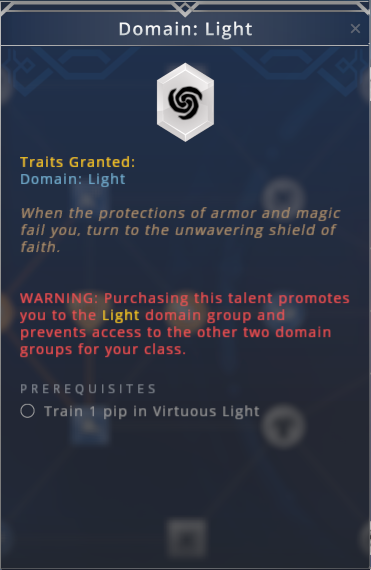 Domain: Light
Traits Granted:
Domain: Light
When the protections of armor and magic
fail you, turn to the unwavering shield of
faith.
WARNING: Purchasing this talent promotes
you to the Light domain group and
prevents access to the other two domain
groups for your class.
PREREQUISITES
Train 1 pip in Virtuous Light